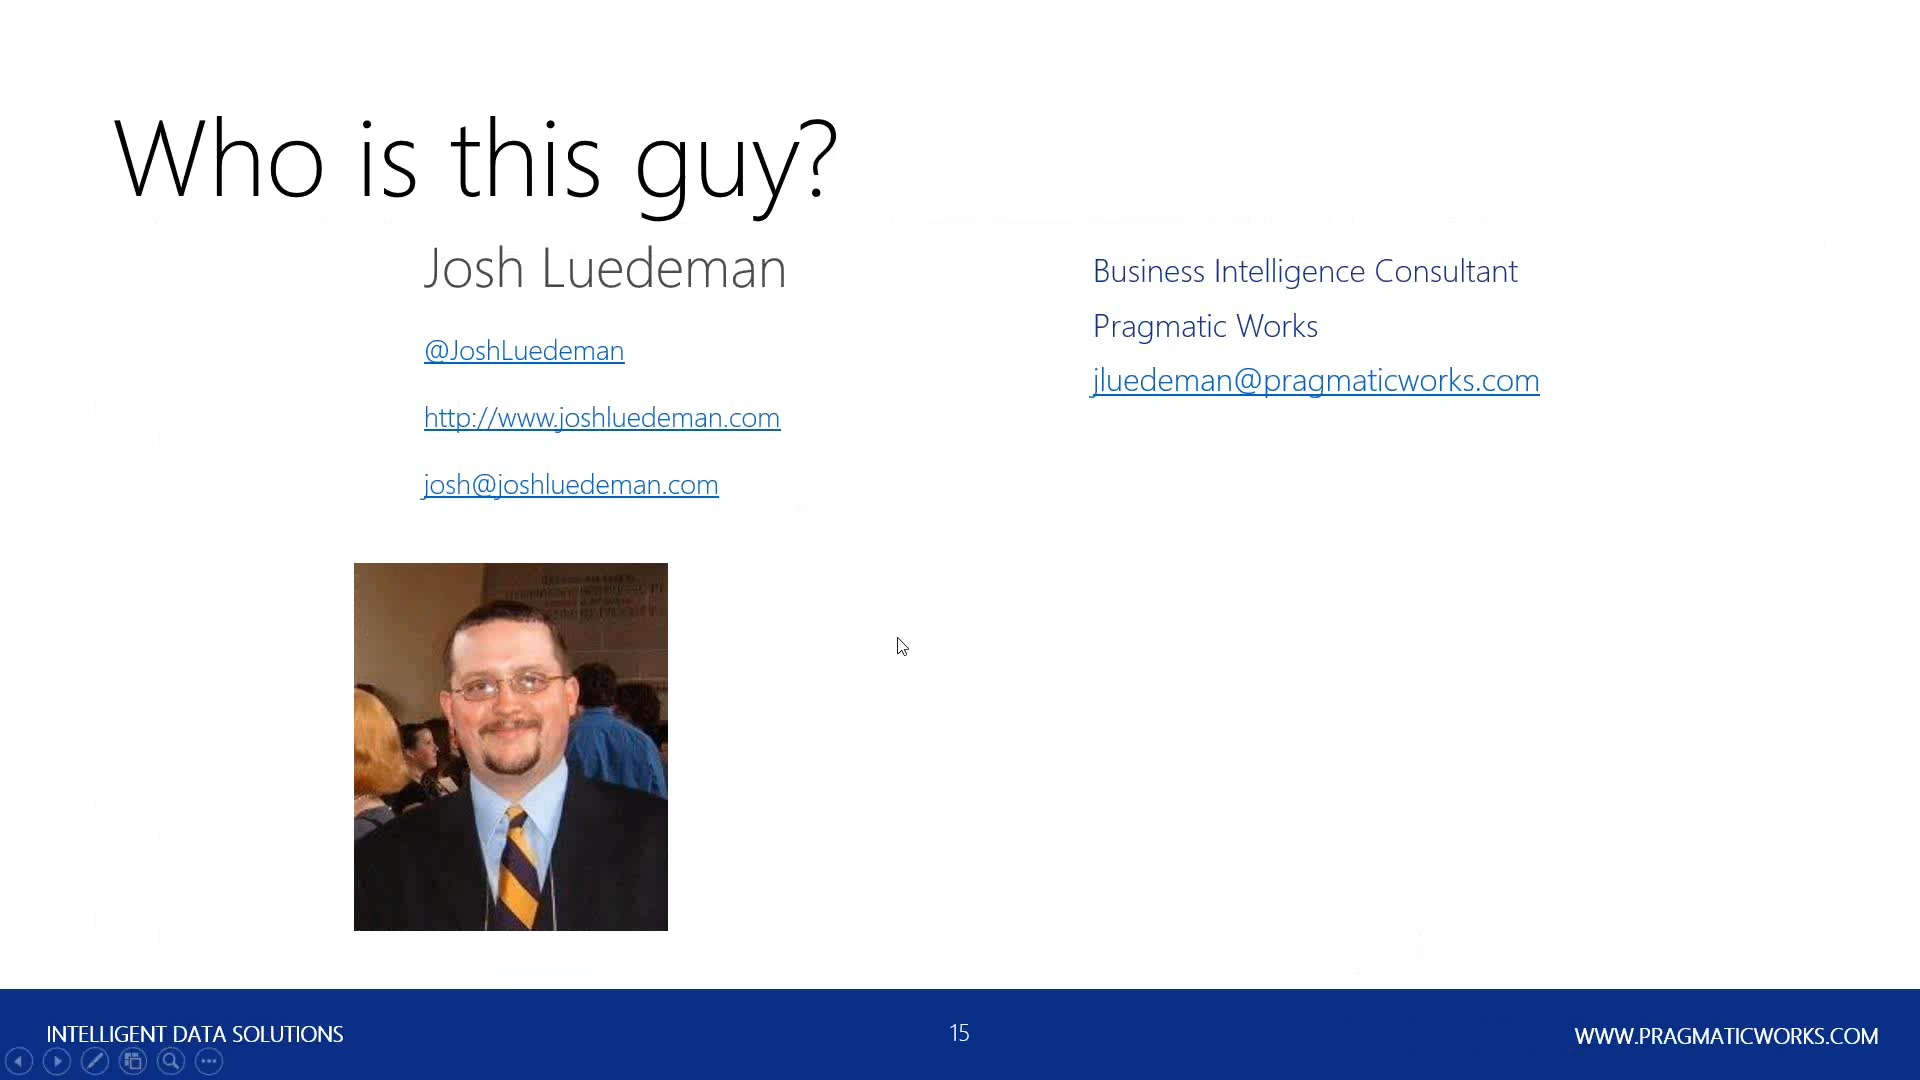 Who is this guy?
Josh Luedeman
@JoshLuedeman
http://www.joshluedeman.com
josh@joshluedeman.com
Business Intelligence Consultant
Pragmatic Works
jluedeman@pragmaticworks.com
INTELLIGENT DATA SOLUTIONS
15
WWW.PRAGMATICWORKS.COM